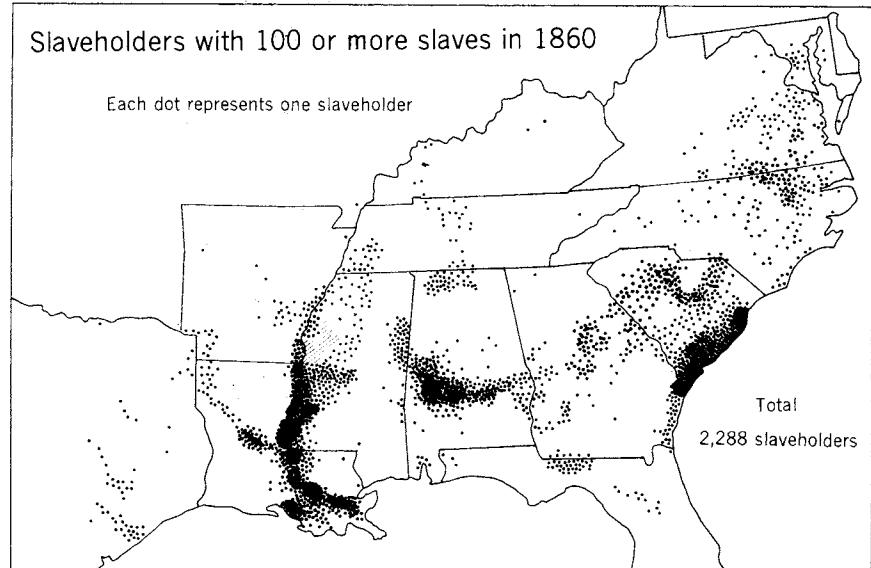 Slaveholders with 100 or more slaves in 1860
Each dot represents one slaveholder
Total
2,288 slaveholders